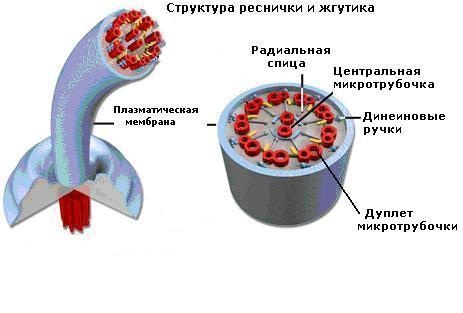 Структура реснички и жгутика
Радиальная
спица
Центральная
микротрубочка
Плазматическая
мембрана
Динеиновые
ручки
Дуплет
микротрубочки